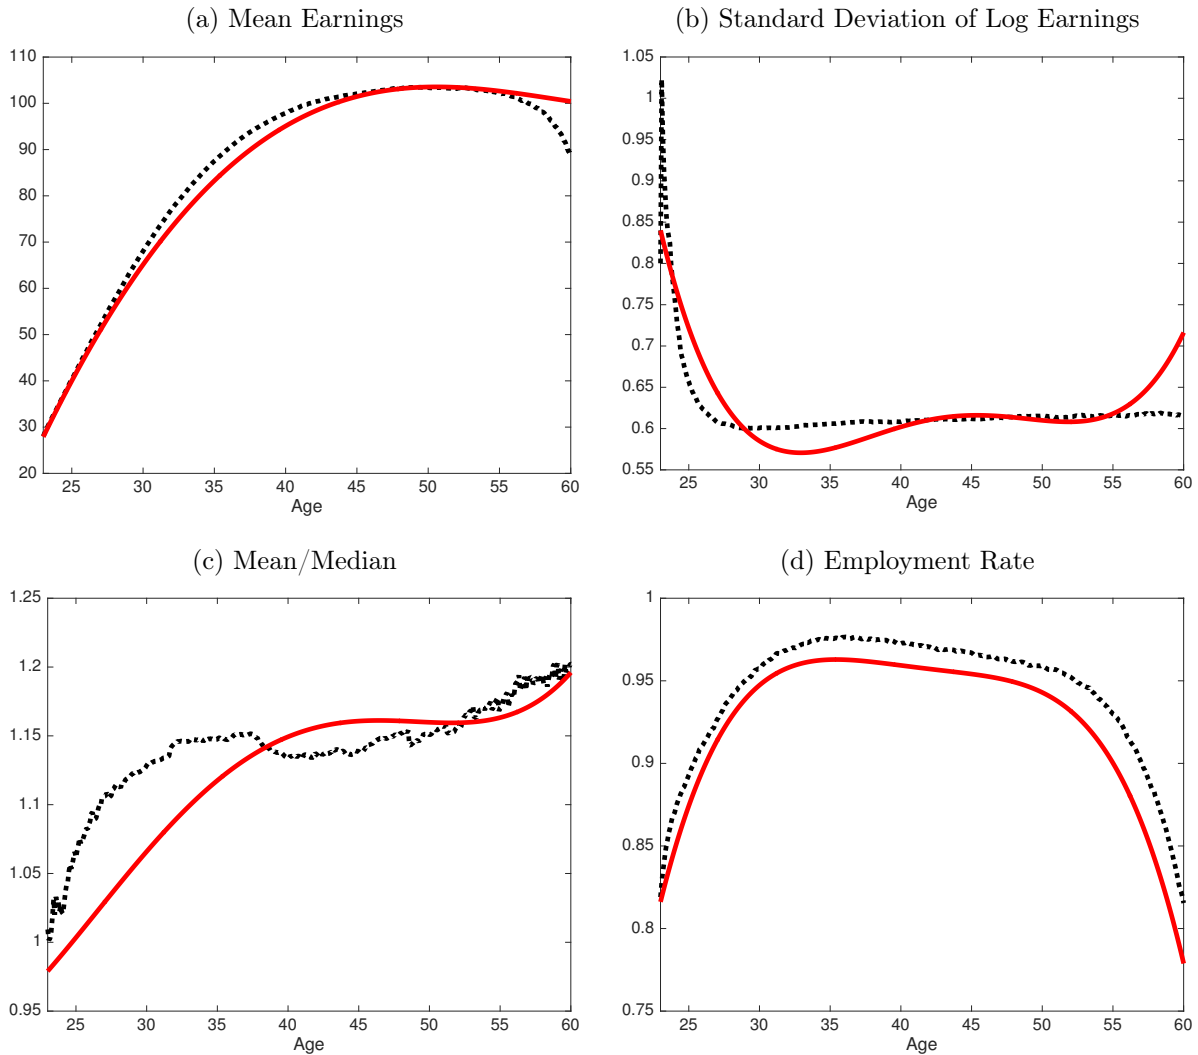 (a) Mean Earnings
110
100
90
80
70
60
50
40
30
20
25 30 35 40 45 50 55 60
Age
(b) Standard Deviation of Log Earnings
1.05
1
0.95
0.9
0.85
0.8
0.75
0.7
0.65
0.6
0.55
25 30 35 40 45 50 55 60
Age
(c) Mean/Median
1.25
1.2
1.15
1.1
1.05
1
0.95
25 30 35 40 45 50 55 60
Age
(d) Employment Rate
1
0.95
0.9
0.85
0.8
0.75
25 30 35 40 45 50 55 60
Age